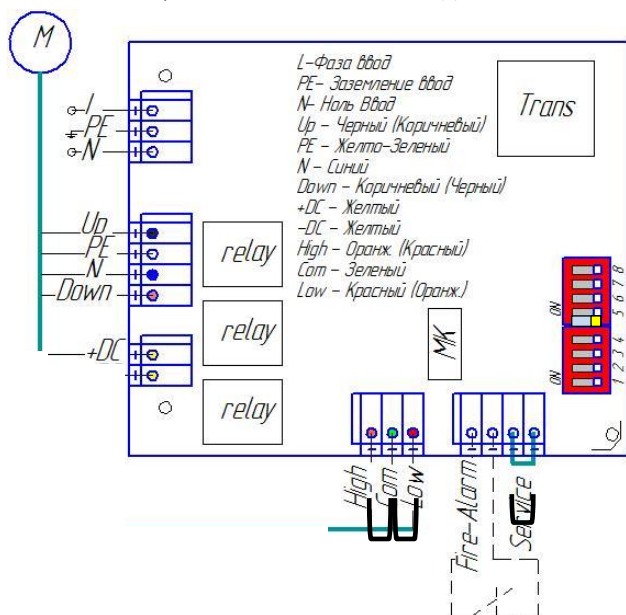 M
L-Фаза ввод
PE- Заземление ввод
N- Ноль Ввод
Up - Черный (Коричневый)
PE - Желто-Зеленый
N - Синий
Down - Коричневый (Черный)
+DC - Желтый
-DC - Желтый
High - Оранж. (Красный)
Com - Зеленый
Low - Красный (Оранж.)
Trans
L
PE
N
Up
PE
N
Down
+DC
relay
relay
relay
MK
ON
5 6 7 8
ON
1 2 3 4
High
Com
Low
Fire-Alarm
Service